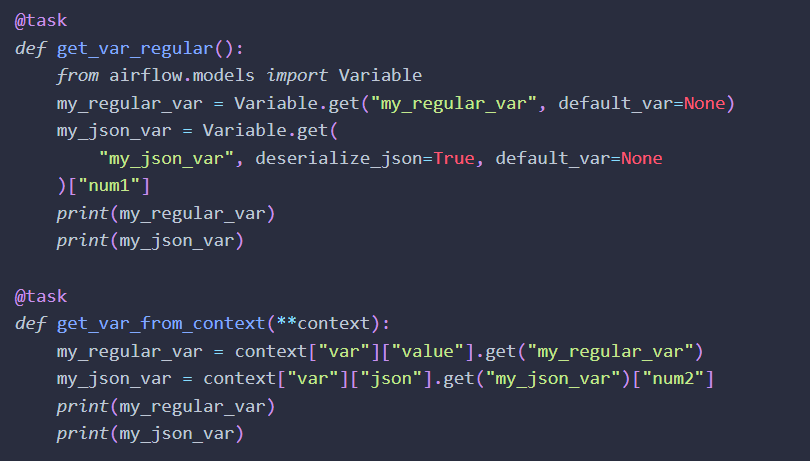 @task
def get_var_regular():
    from airflow.models import Variable
    my_regular_var = Variable.get("my_regular_var", default_var=None)
    my_json_var = Variable.get(
        "my_json_var", deserialize_json=True, default_var=None
    )["num1"]
    print(my_regular_var)
    print(my_json_var)

@task
def get_var_from_context(**context):
    my_regular_var = context["var"]["value"].get("my_regular_var")
    my_json_var = context["var"]["json"].get("my_json_var")["num2"]
    print(my_regular_var)
    print(my_json_var)